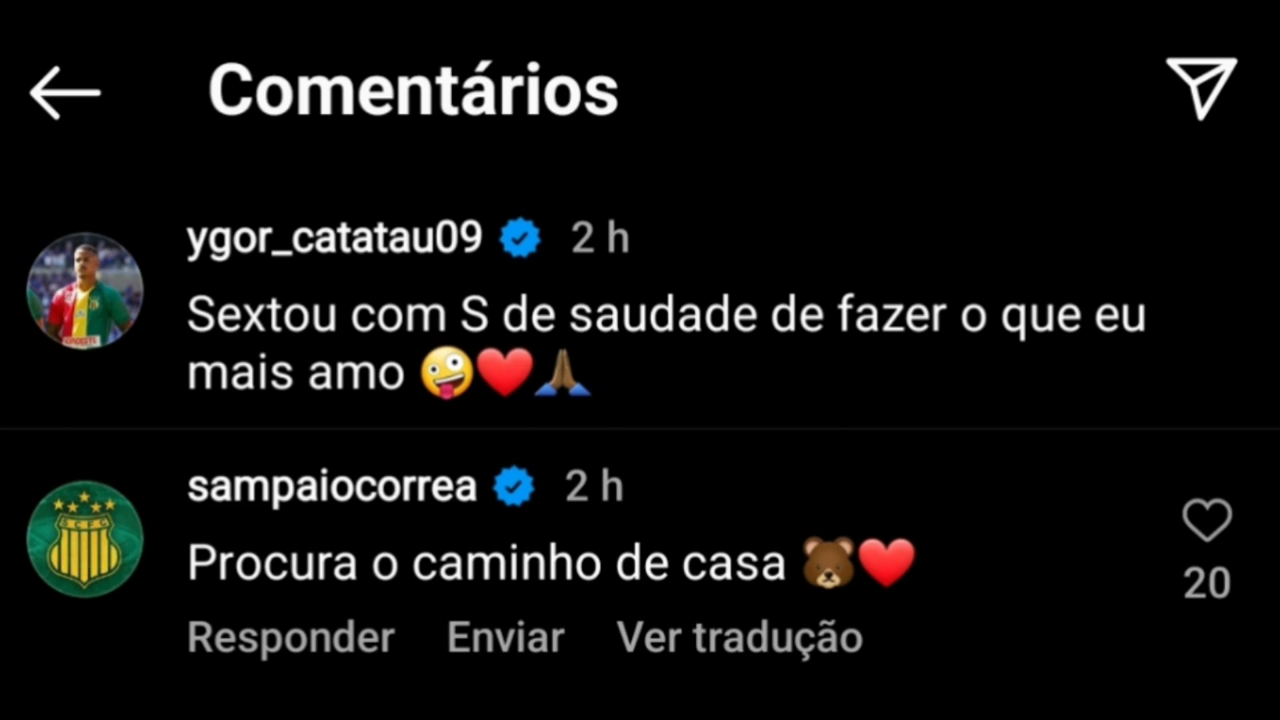 Comentários
ygor_catatau09 2 h
Sextou com S de saudade de fazer o que eu
mais amo 🤪❤️🙏🏾
sampaiocorrea 2 h
Procura o caminho de casa 🐻❤️
20
Responder Enviar Ver tradução